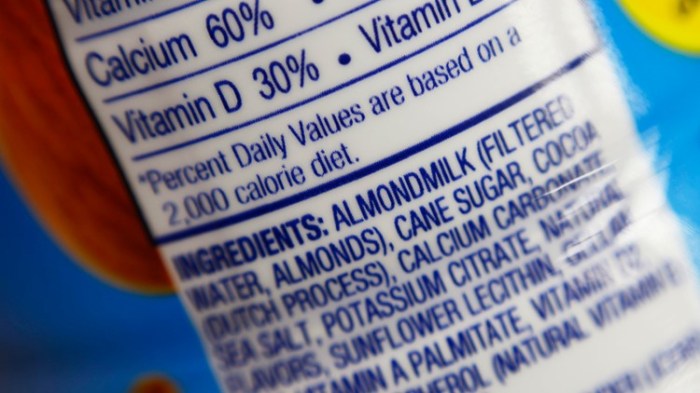 Calcium 60% •
Vitamin D 30% • Vitamin
*Percent Daily Values are based on a
2,000 calorie diet.
INGREDIENTS: ALMONDMILK (FILTERED
WATER, ALMONDS), CANE SUGAR, COCOA
(DUTCH PROCESS), CALCIUM CARBONATE,
SEA SALT, POTASSIUM CITRATE, NATURAL
FLAVORS, SUNFLOWER LECITHIN,
VITAMIN A PALMITATE, VITAMIN
(NATURAL VITAMIN E